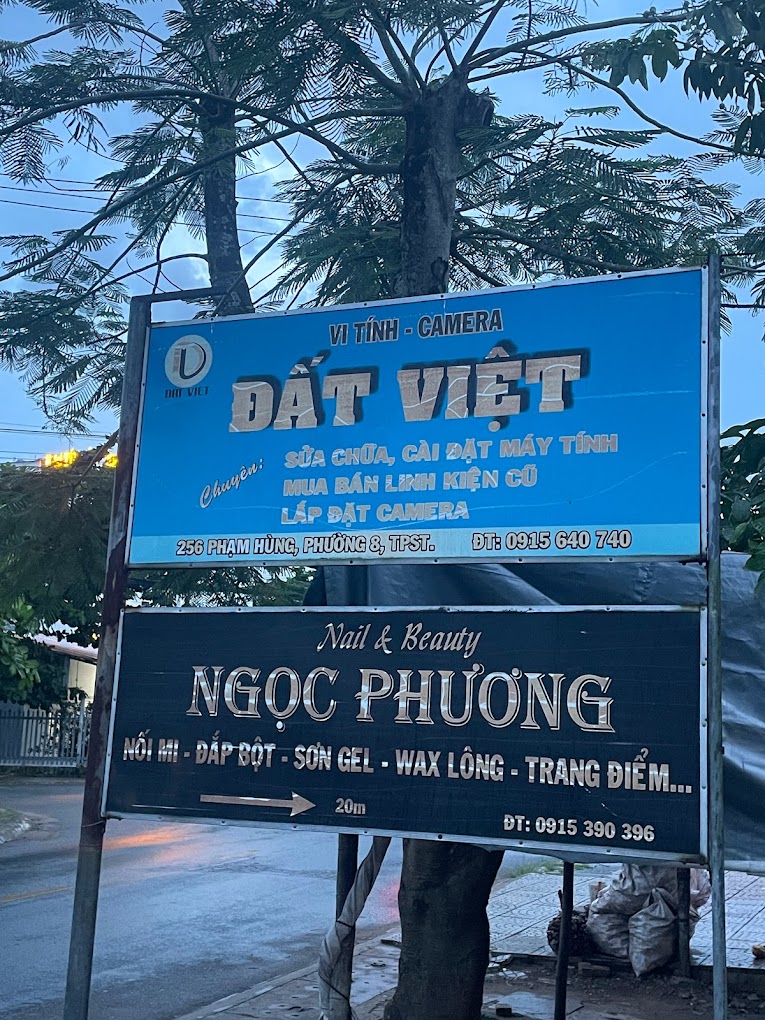 VI TÍNH - CAMERA
ĐẤT VIỆT
ĐẤT VIỆT
Chuyên:
SỬA CHỮA, CÀI ĐẶT MÁY TÍNH
MUA BÁN LINH KIỆN CŨ
LẮP ĐẶT CAMERA
256 PHẠM HÙNG, PHƯỜNG 8, TPST. ĐT: 0915 640 740
Nail & Beauty
NGỌC PHƯƠNG
NỐI MI - ĐẮP BỘT - SƠN GEL - WAX LÔNG - TRANG ĐIỂM...
20m
ĐT: 0915 390 396